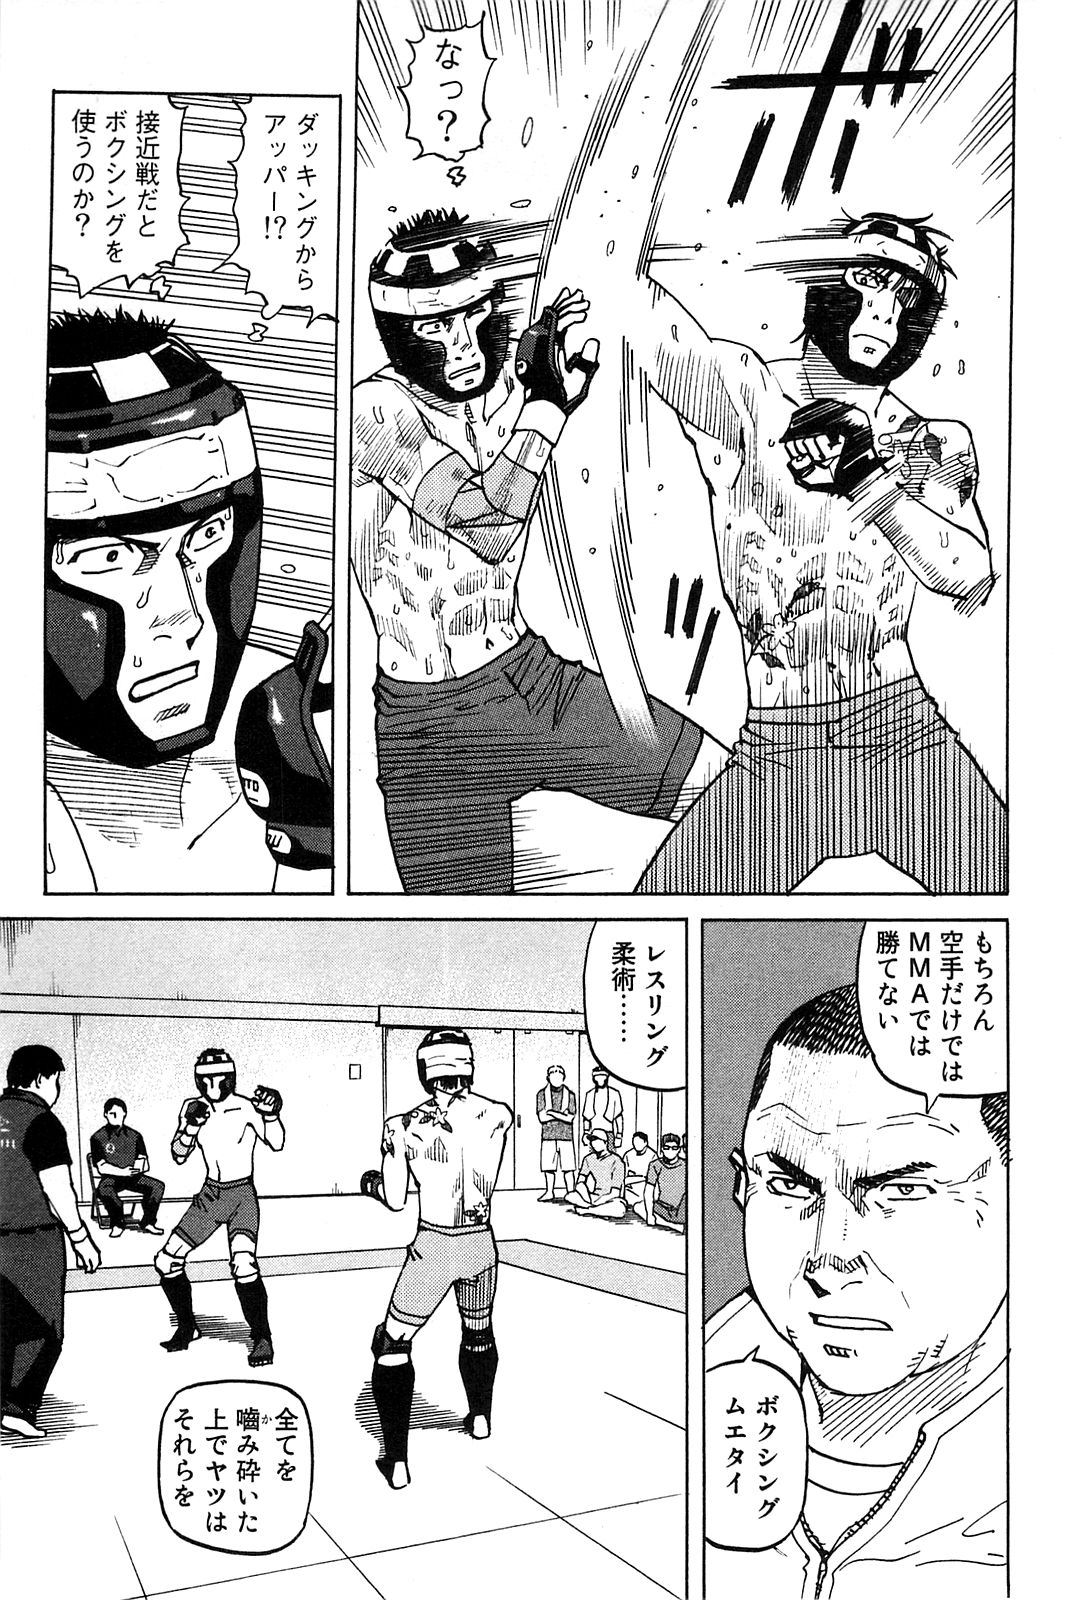 なっ？
ガガッ
ダッキングから
アッパー！？
接近戦だと
ボクシングを
使うのか？
もちろん
空手だけでは
ＭＭＡでは
勝てない
ボクシング
ムエタイ
レスリング
柔術……
全てを
噛み砕いた
か
上でヤツは
それらを